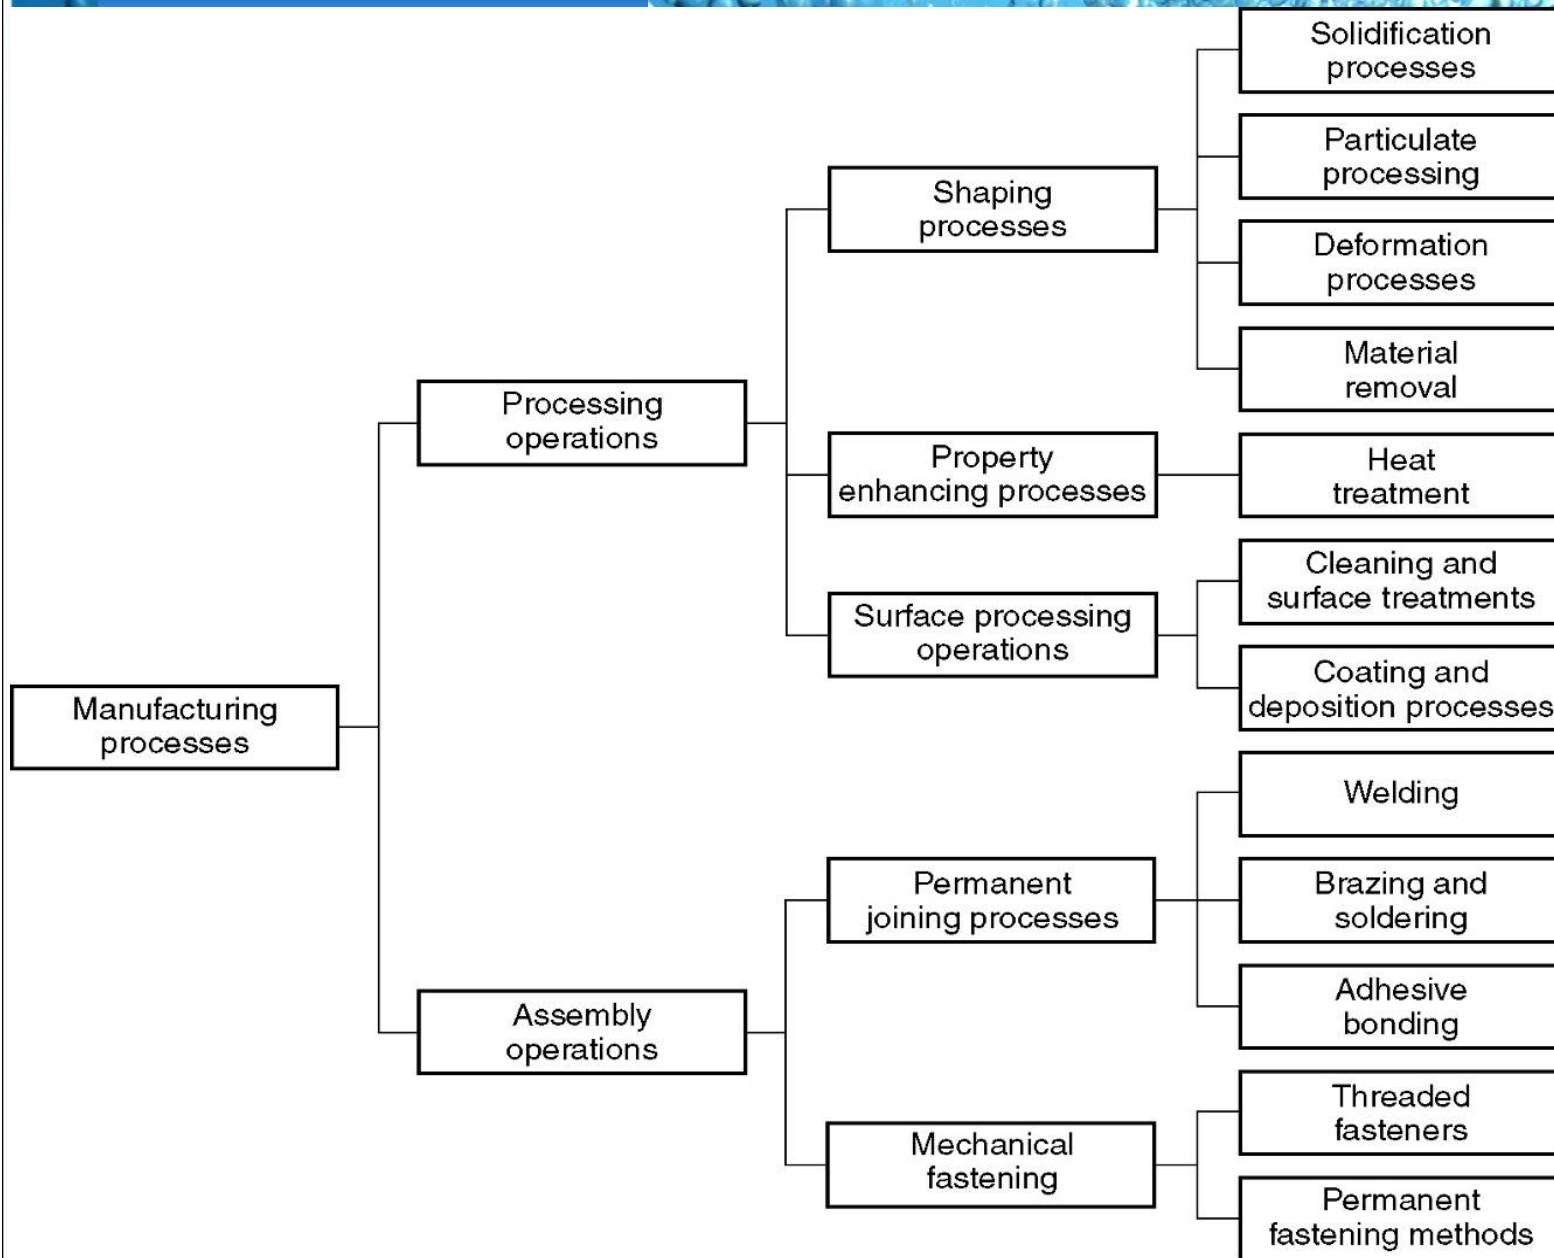 Solidification
processes
Particulate
processing
Shaping
processes
Deformation
processes
Material
removal
Processing
operations
Property
enhancing processes
Heat
treatment
Cleaning and
surface treatments
Surface processing
operations
Coating and
deposition processes
Manufacturing
processes
Welding
Permanent
joining processes
Brazing and
soldering
Adhesive
bonding
Assembly
operations
Threaded
fasteners
Mechanical
fastening
Permanent
fastening methods